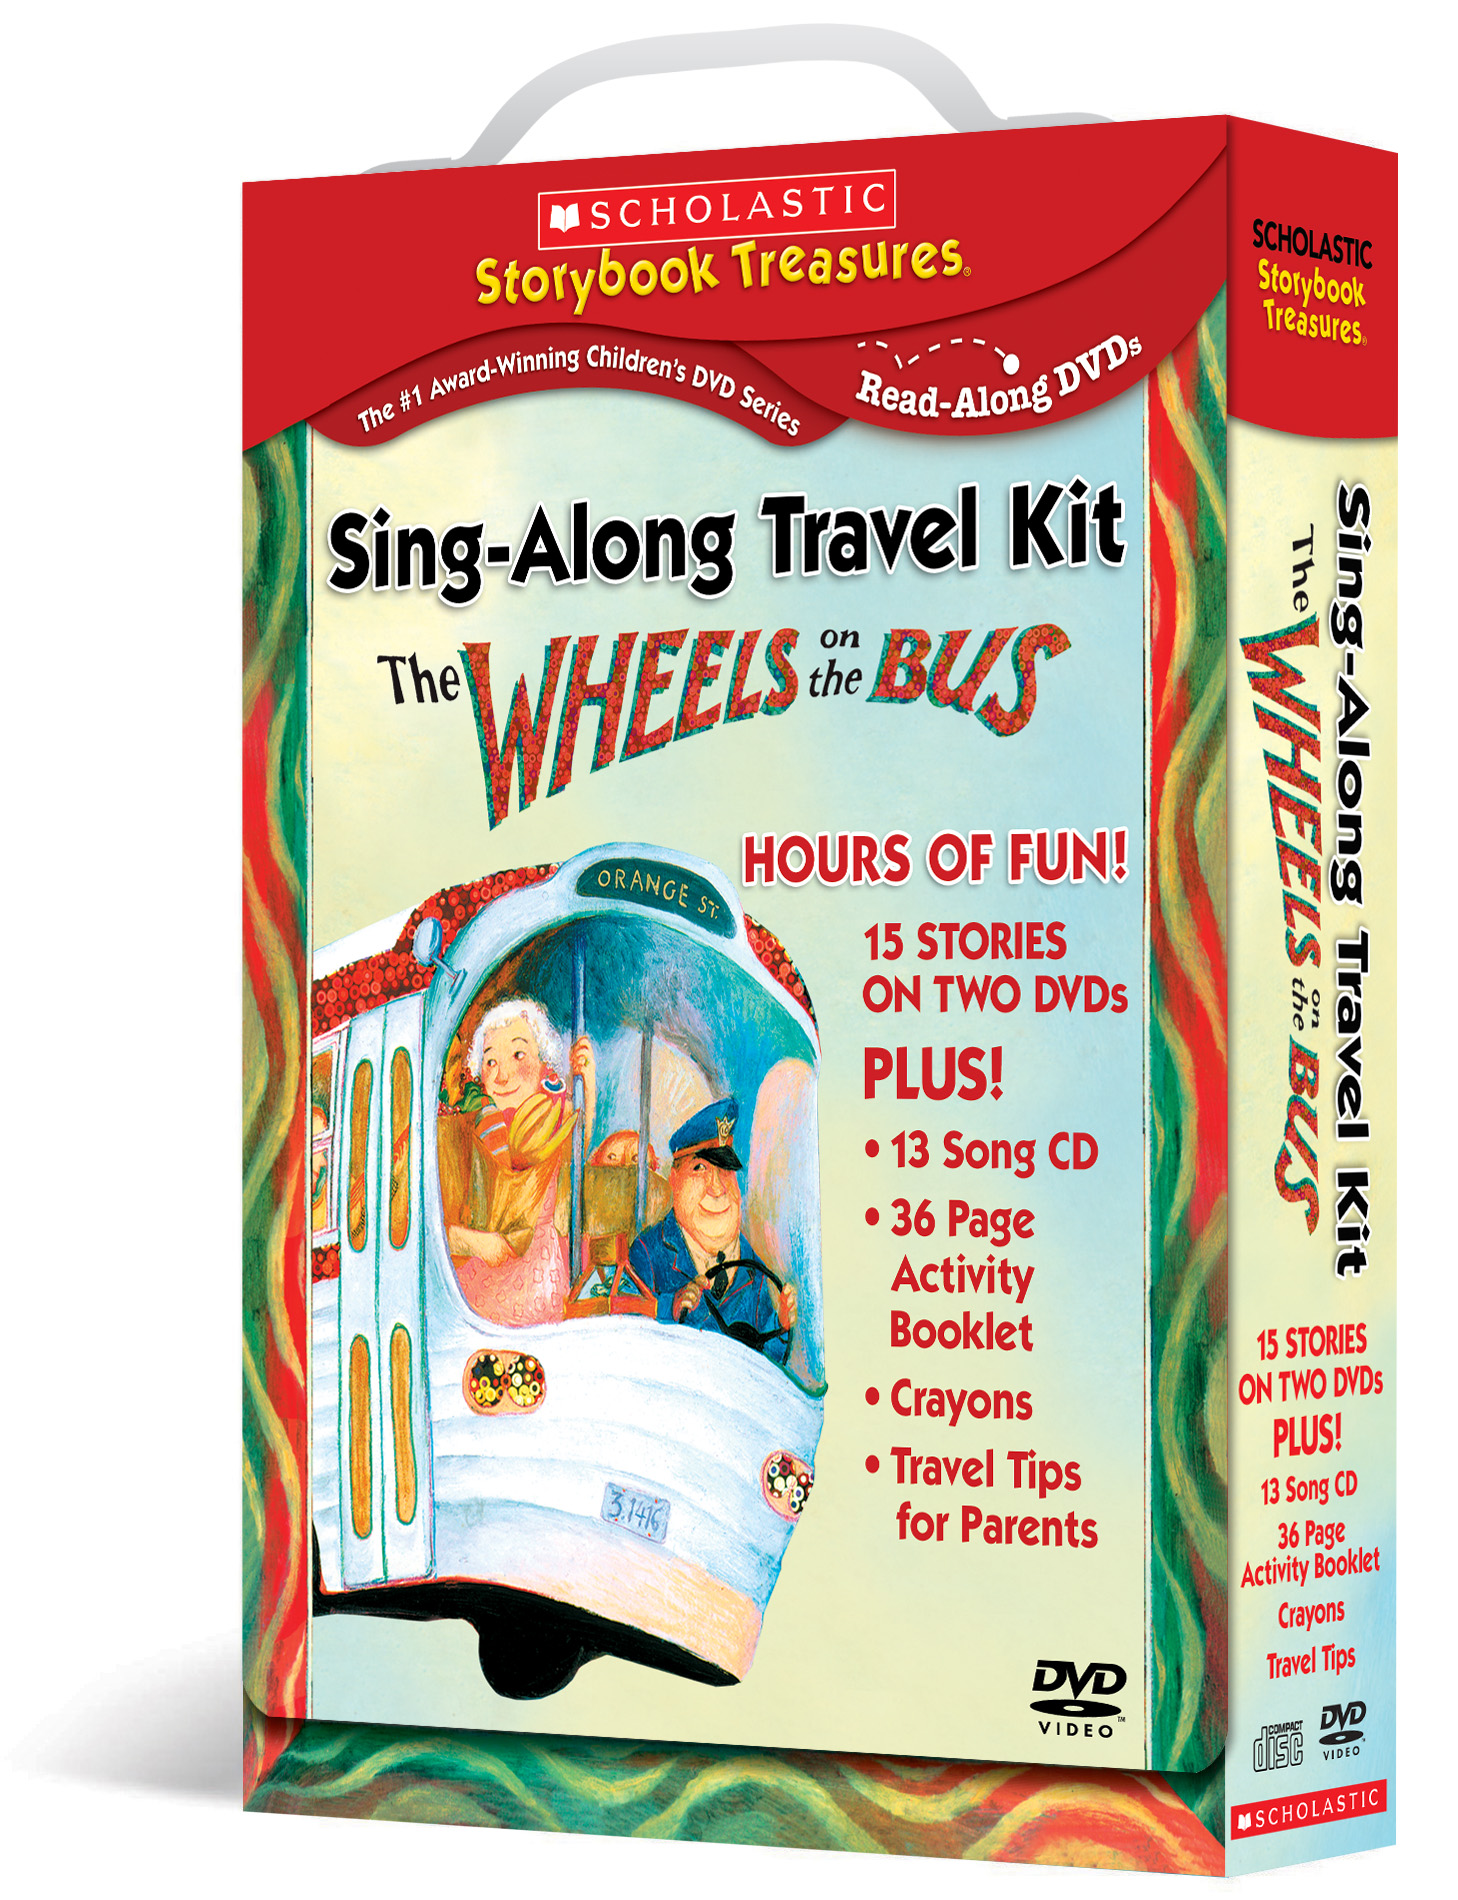 SCHOLASTIC
Storybook Treasures®
The #1 Award-Winning Children's DVD Series
Read-Along DVDs
Sing-Along Travel Kit
The WHEELS on the BUS
HOURS OF FUN!
15 STORIES
ON TWO DVDs
PLUS!
• 13 Song CD
• 36 Page
Activity
Booklet
• Crayons
• Travel Tips
for Parents
ORANGE ST.
3.1416
DVD™
VIDEO
SCHOLASTIC
Storybook
Treasures®
Sing-Along Travel Kit
The WHEELS on the BUS
15 STORIES
ON TWO DVDs
PLUS!
13 Song CD
36 Page
Activity Booklet
Crayons
Travel Tips
COMPACT
disc
DVD™
VIDEO
SCHOLASTIC